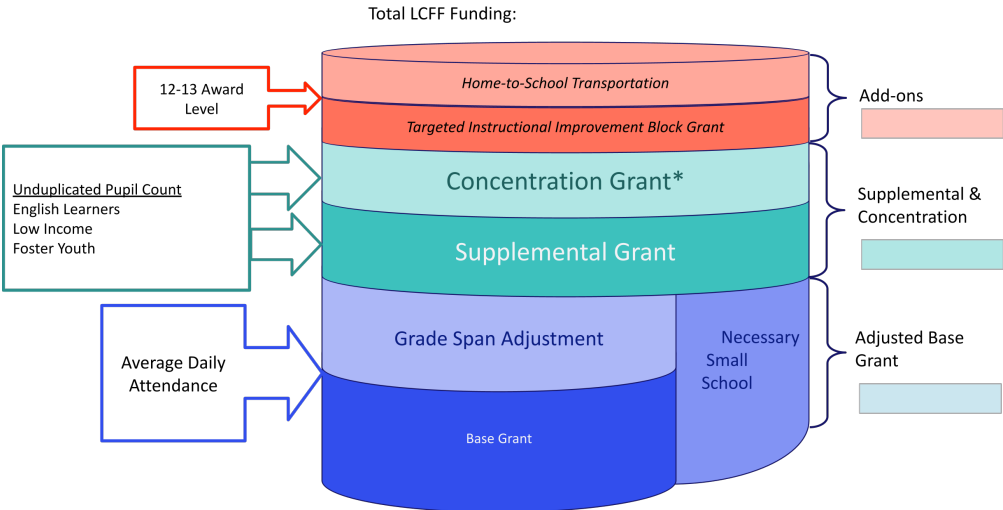 Total LCFF Funding:
12-13 Award
Level
Home-to-School Transportation
Targeted Instructional Improvement Block Grant
Add-ons
Unduplicated Pupil Count
English Learners
Low Income
Foster Youth
Concentration Grant*
Supplemental Grant
Supplemental &
Concentration
Average Daily
Attendance
Grade Span Adjustment
Base Grant
Necessary
Small
School
Adjusted Base
Grant